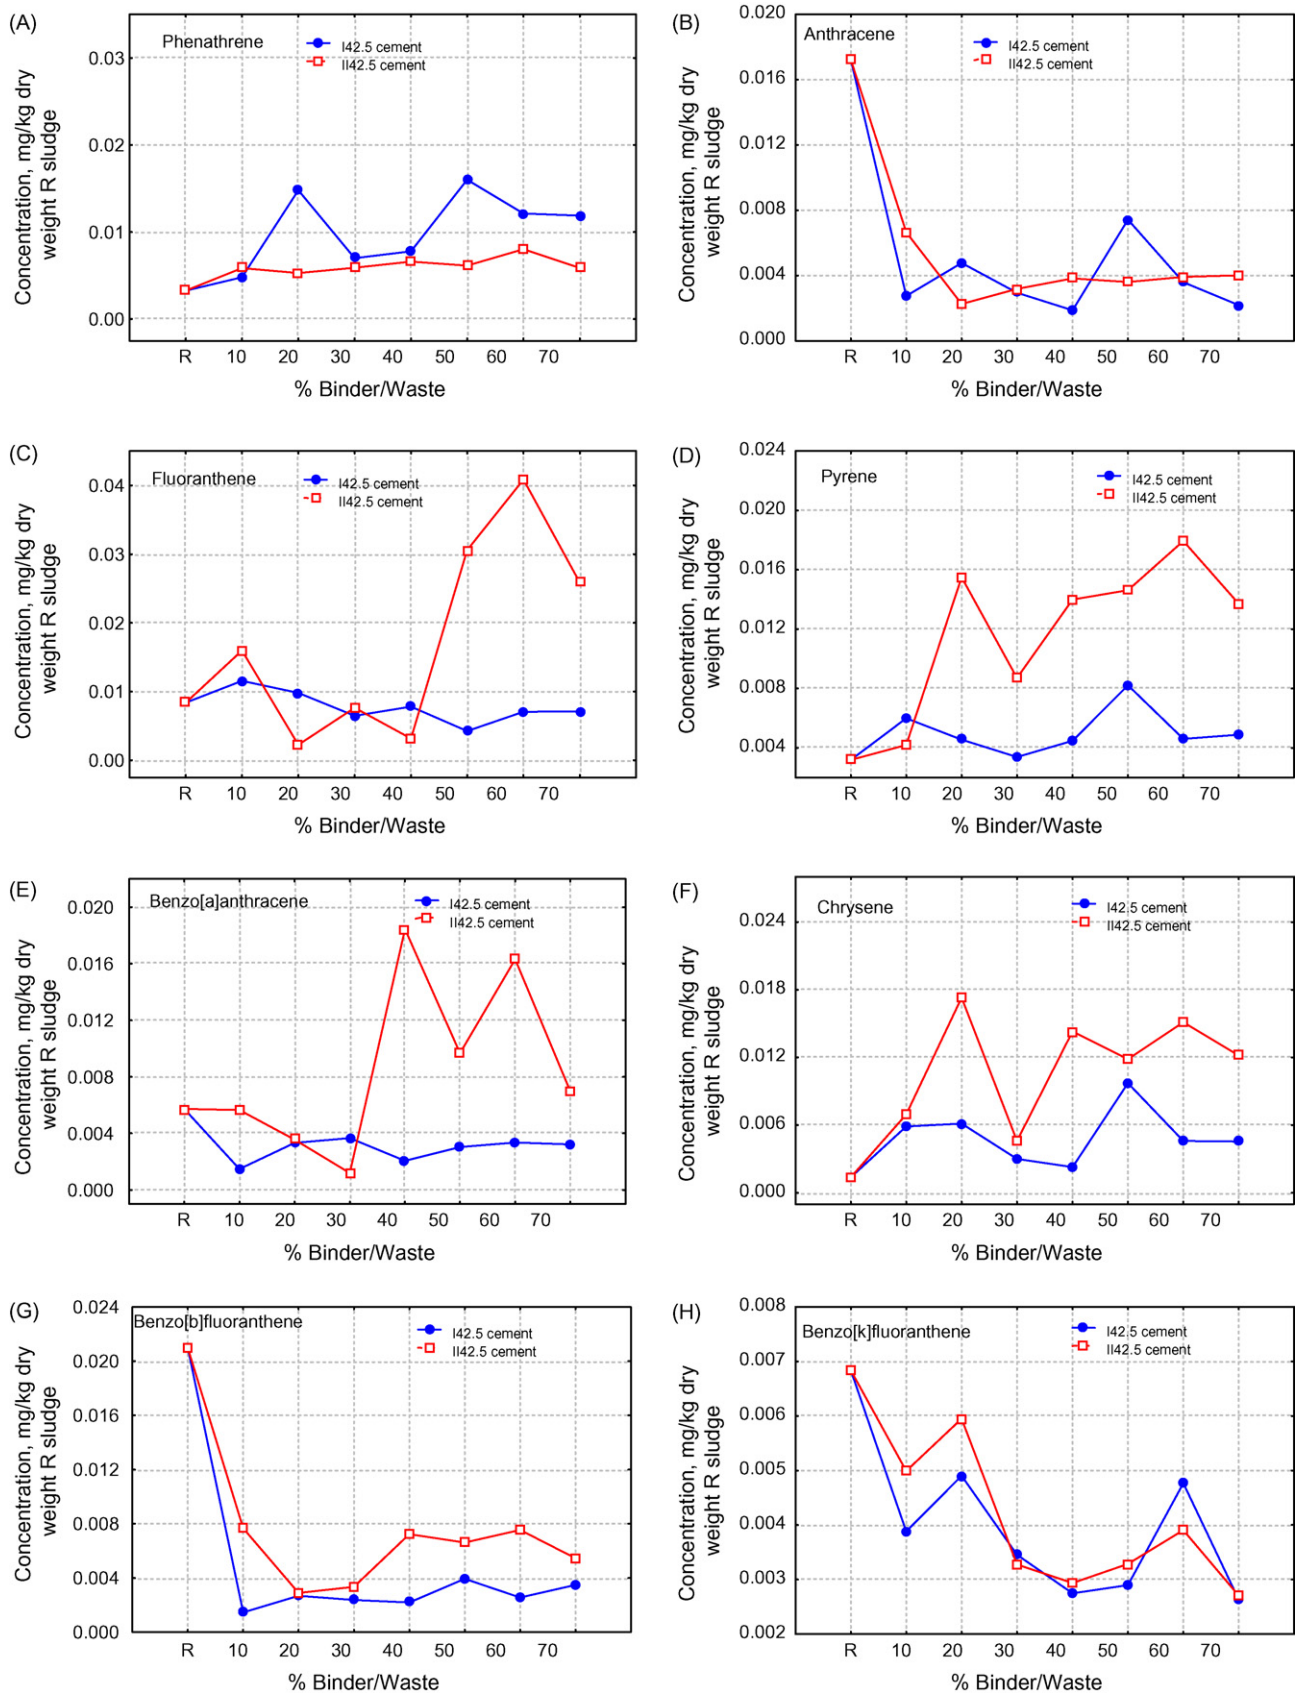 (A)
Phenathrene
I42.5 cement
II42.5 cement
Concentration, mg/kg dry
weight R sludge
0.03
0.02
0.01
0.00
R 10 20 30 40 50 60 70
% Binder/Waste
(B)
Anthracene
I42.5 cement
II42.5 cement
Concentration, mg/kg dry
weight R sludge
0.020
0.016
0.012
0.008
0.004
0.000
R 10 20 30 40 50 60 70
% Binder/Waste
(C)
Fluoranthene
I42.5 cement
II42.5 cement
Concentration, mg/kg dry
weight R sludge
0.04
0.03
0.02
0.01
0.00
R 10 20 30 40 50 60 70
% Binder/Waste
(D)
Pyrene
I42.5 cement
II42.5 cement
Concentration, mg/kg dry
weight R sludge
0.024
0.020
0.016
0.012
0.008
0.004
R 10 20 30 40 50 60 70
% Binder/Waste
(E)
Benzo[a]anthracene
I42.5 cement
II42.5 cement
Concentration, mg/kg dry
weight R sludge
0.020
0.016
0.012
0.008
0.004
0.000
R 10 20 30 40 50 60 70
% Binder/Waste
(F)
Chrysene
I42.5 cement
II42.5 cement
Concentration, mg/kg dry
weight R sludge
0.024
0.018
0.012
0.006
0.000
R 10 20 30 40 50 60 70
% Binder/Waste
(G)
Benzo[b]fluoranthene
I42.5 cement
II42.5 cement
Concentration, mg/kg dry
weight R sludge
0.024
0.020
0.016
0.012
0.008
0.004
0.000
R 10 20 30 40 50 60 70
% Binder/Waste
(H)
Benzo[k]fluoranthene
I42.5 cement
II42.5 cement
Concentration, mg/kg dry
weight R sludge
0.008
0.007
0.006
0.005
0.004
0.003
0.002
R 10 20 30 40 50 60 70
% Binder/Waste